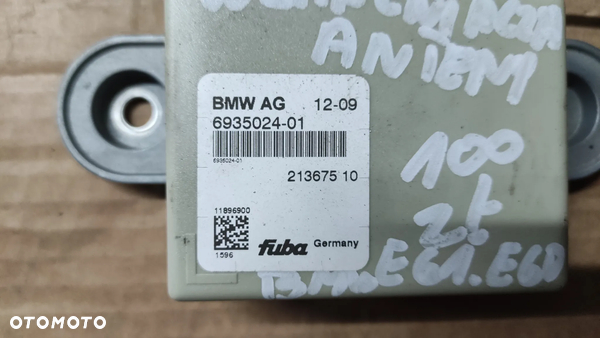 ANTEN
BMW AG 12-09
6935024-01
6935024-01
213675 10
100
zł
11896900
1596
fuba Germany
BMW E61.E60
OTOMOTO